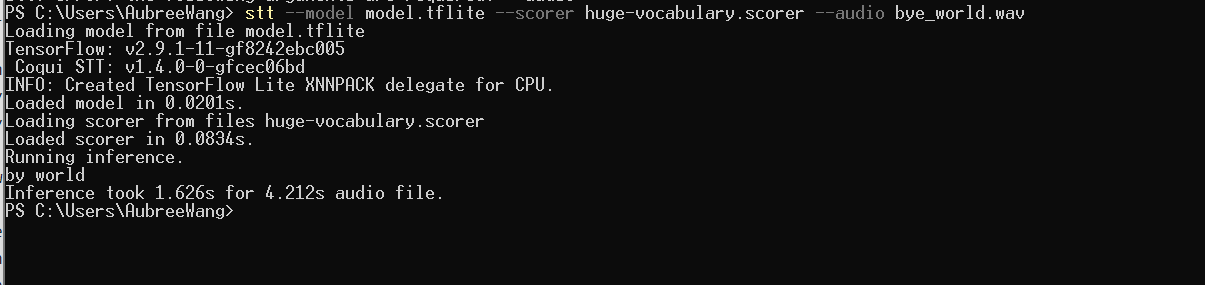 PS C:\Users\AubreeWang> stt --model model.tflite --scorer huge-vocabulary.scorer --audio bye_world.wav
Loading model from file model.tflite
TensorFlow: v2.9.1-11-gf8242ebc005
 Coqui STT: v1.4.0-0-gfcec06bd
INFO: Created TensorFlow Lite XNNPACK delegate for CPU.
Loaded model in 0.0201s.
Loading scorer from files huge-vocabulary.scorer
Loaded scorer in 0.0834s.
Running inference.
by world
Inference took 1.626s for 4.212s audio file.
PS C:\Users\AubreeWang>